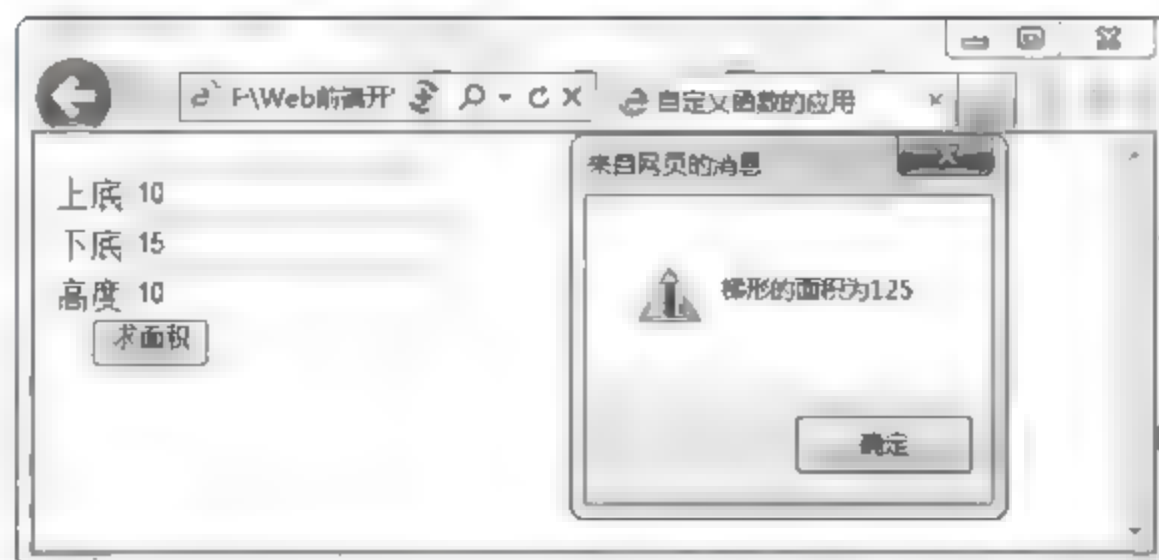 F:\Web前端开
自定义函数的应用
上底 10
下底 15
高度 10
求面积
来自网页的消息
梯形的面积为125
确定